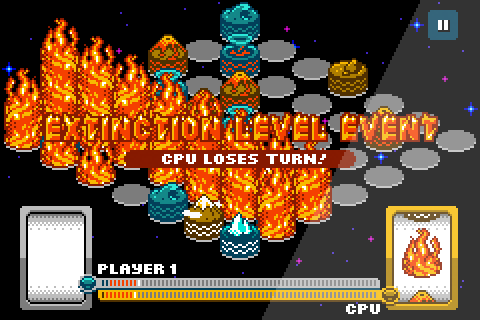 EXTINCTION LEVEL EVENT
CPU LOSES TURN!
PLAYER 1
CPU